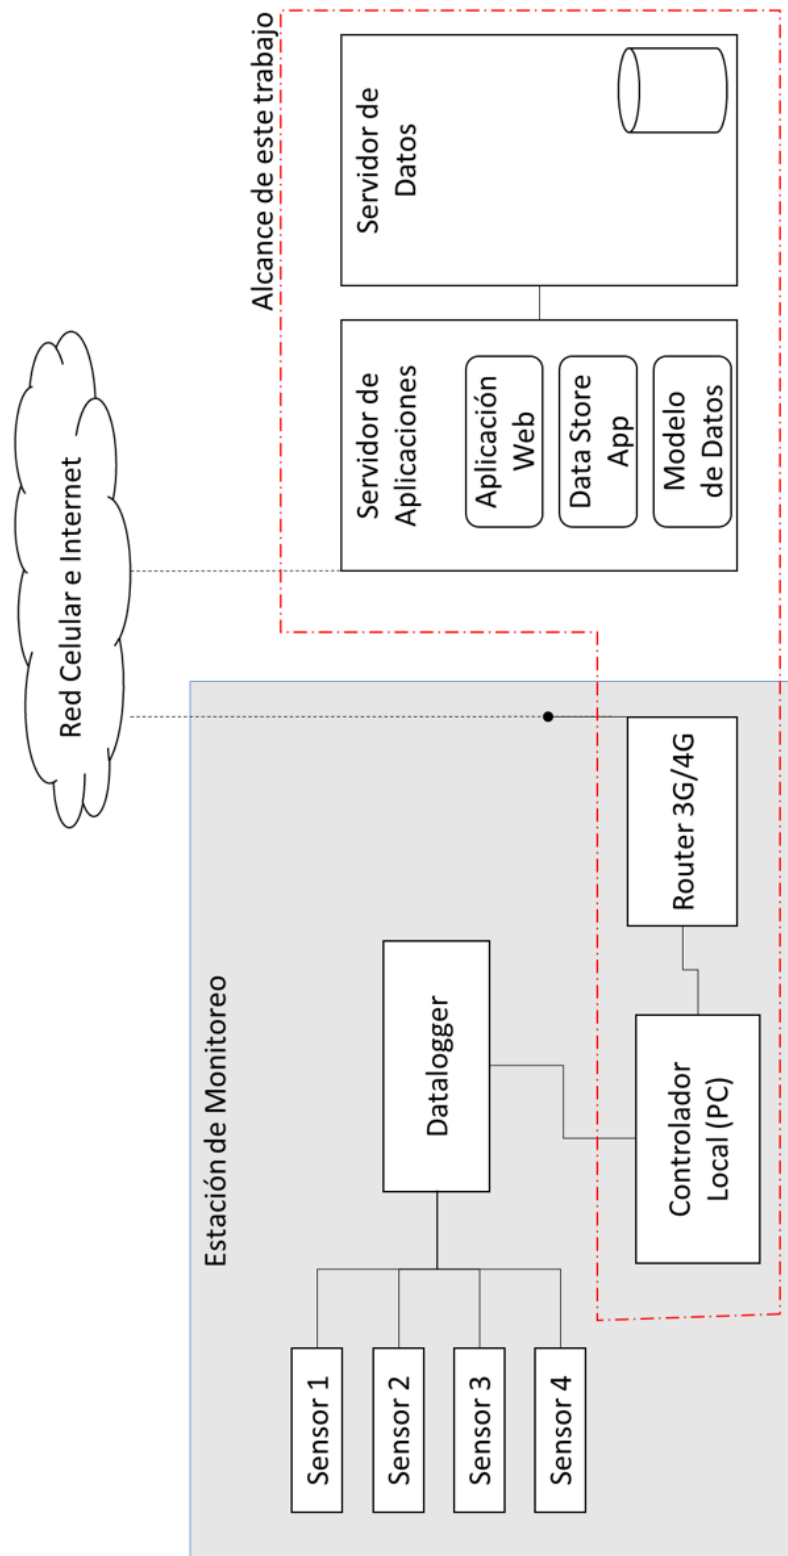 Red Celular e Internet
Alcance de este trabajo
Estación de Monitoreo
Sensor 1
Sensor 2
Sensor 3
Sensor 4
Datalogger
Controlador
Local (PC)
Router 3G/4G
Servidor de
Aplicaciones
Aplicación
Web
Data Store
App
Modelo
de Datos
Servidor de
Datos